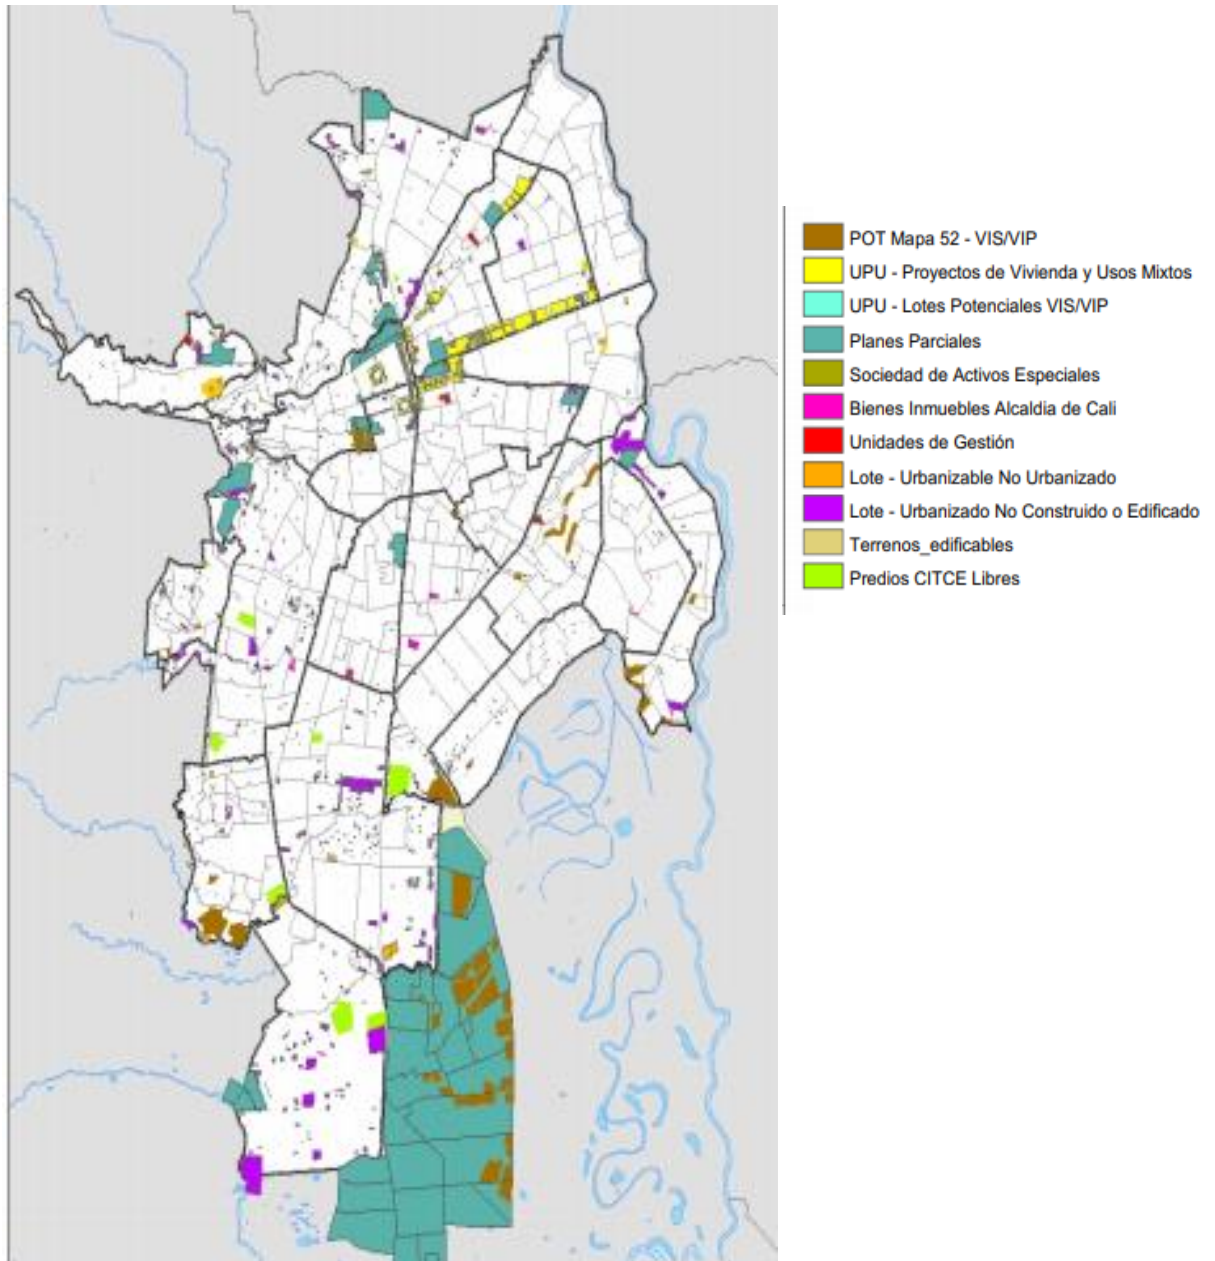 POT Mapa 52 - VIS/VIP
UPU - Proyectos de Vivienda y Usos Mixtos
UPU - Lotes Potenciales VIS/VIP
Planes Parciales
Sociedad de Activos Especiales
Bienes Inmuebles Alcaldia de Cali
Unidades de Gestión
Lote - Urbanizable No Urbanizado
Lote - Urbanizado No Construido o Edificado
Terrenos_edificables
Predios CITCE Libres